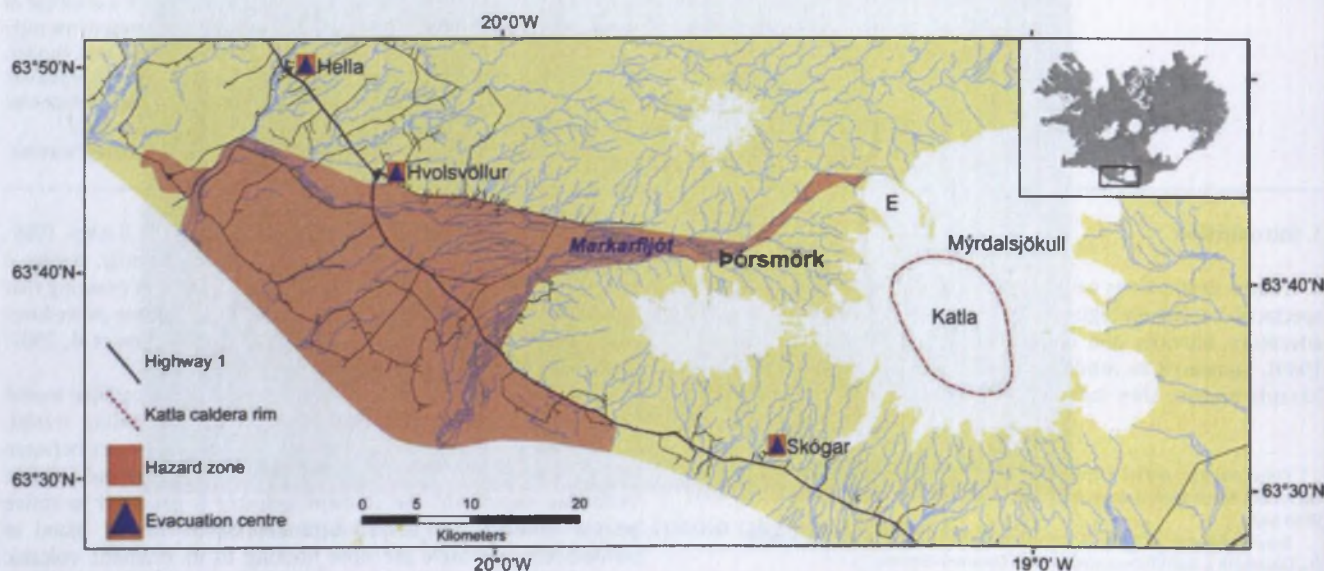 20°0'W
63°50'N
Hella
Hvolsvöllur
E
Markarfljót
Þórsmörk
Mýrdalsjökull
63°40'N
63°40'N
Katla
Highway 1
Katla caldera rim
Hazard zone
Skógar
63°30'N
63°30'N
Evacuation centre
0 5 10 20
Kilometers
20°0'W
19°0'W